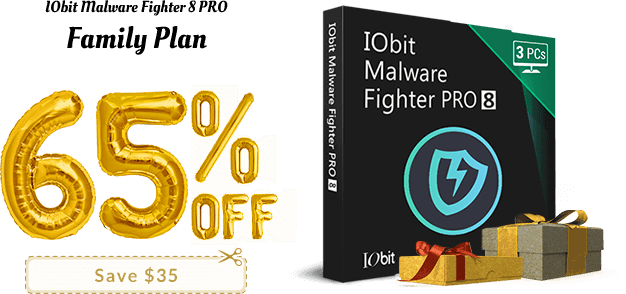 IObit Malware Fighter 8 PRO
Family Plan
65% OFF
Save $35
IObit Malware Fighter PRO 8
3 PCs
IObit
Malware
Fighter PRO 8
IObit